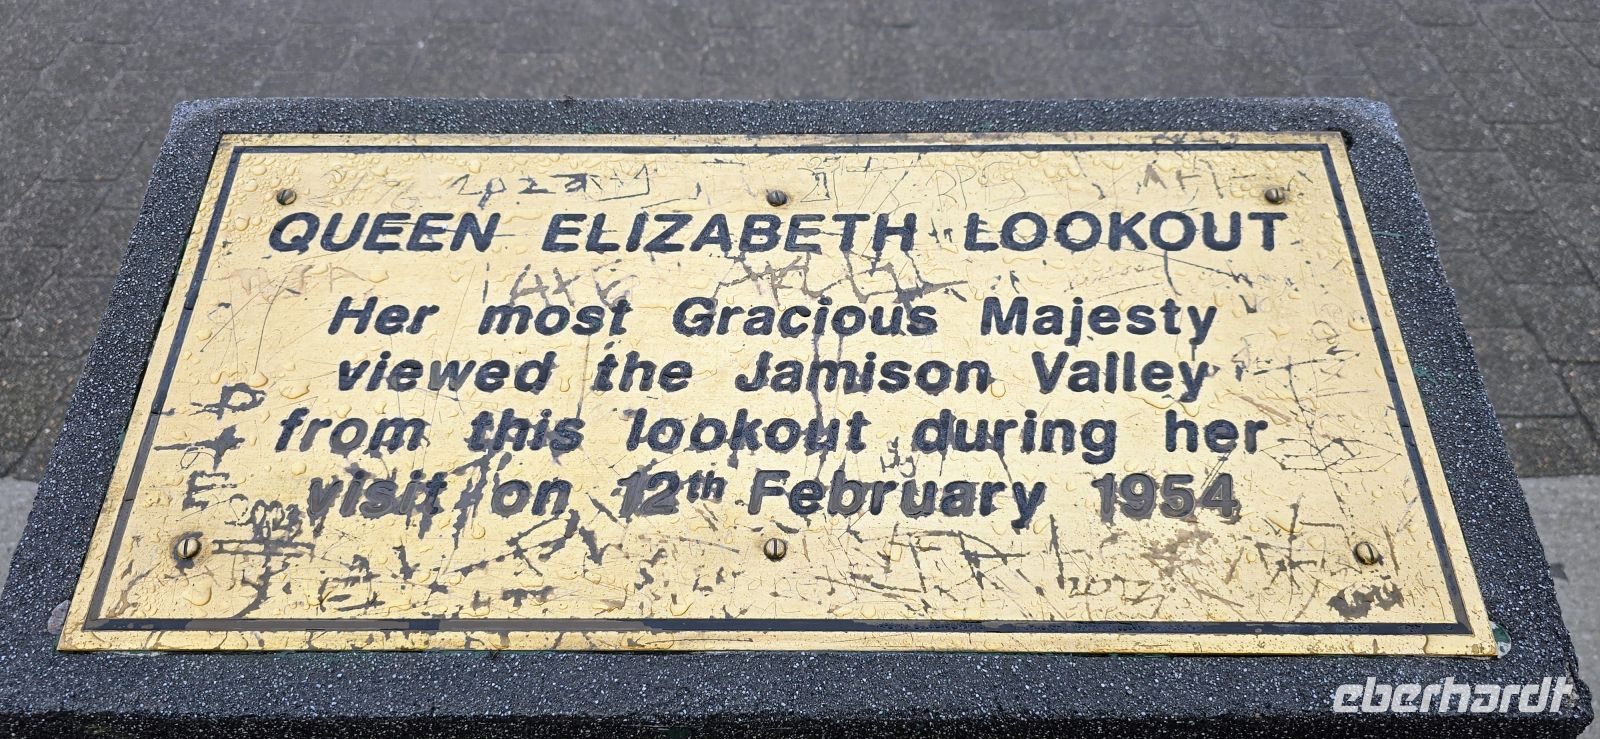 QUEEN ELIZABETH LOOKOUT
Her most Gracious Majesty
viewed the Jamison Valley
from this lookout during her
visit on 12th February 1954
eberhardt